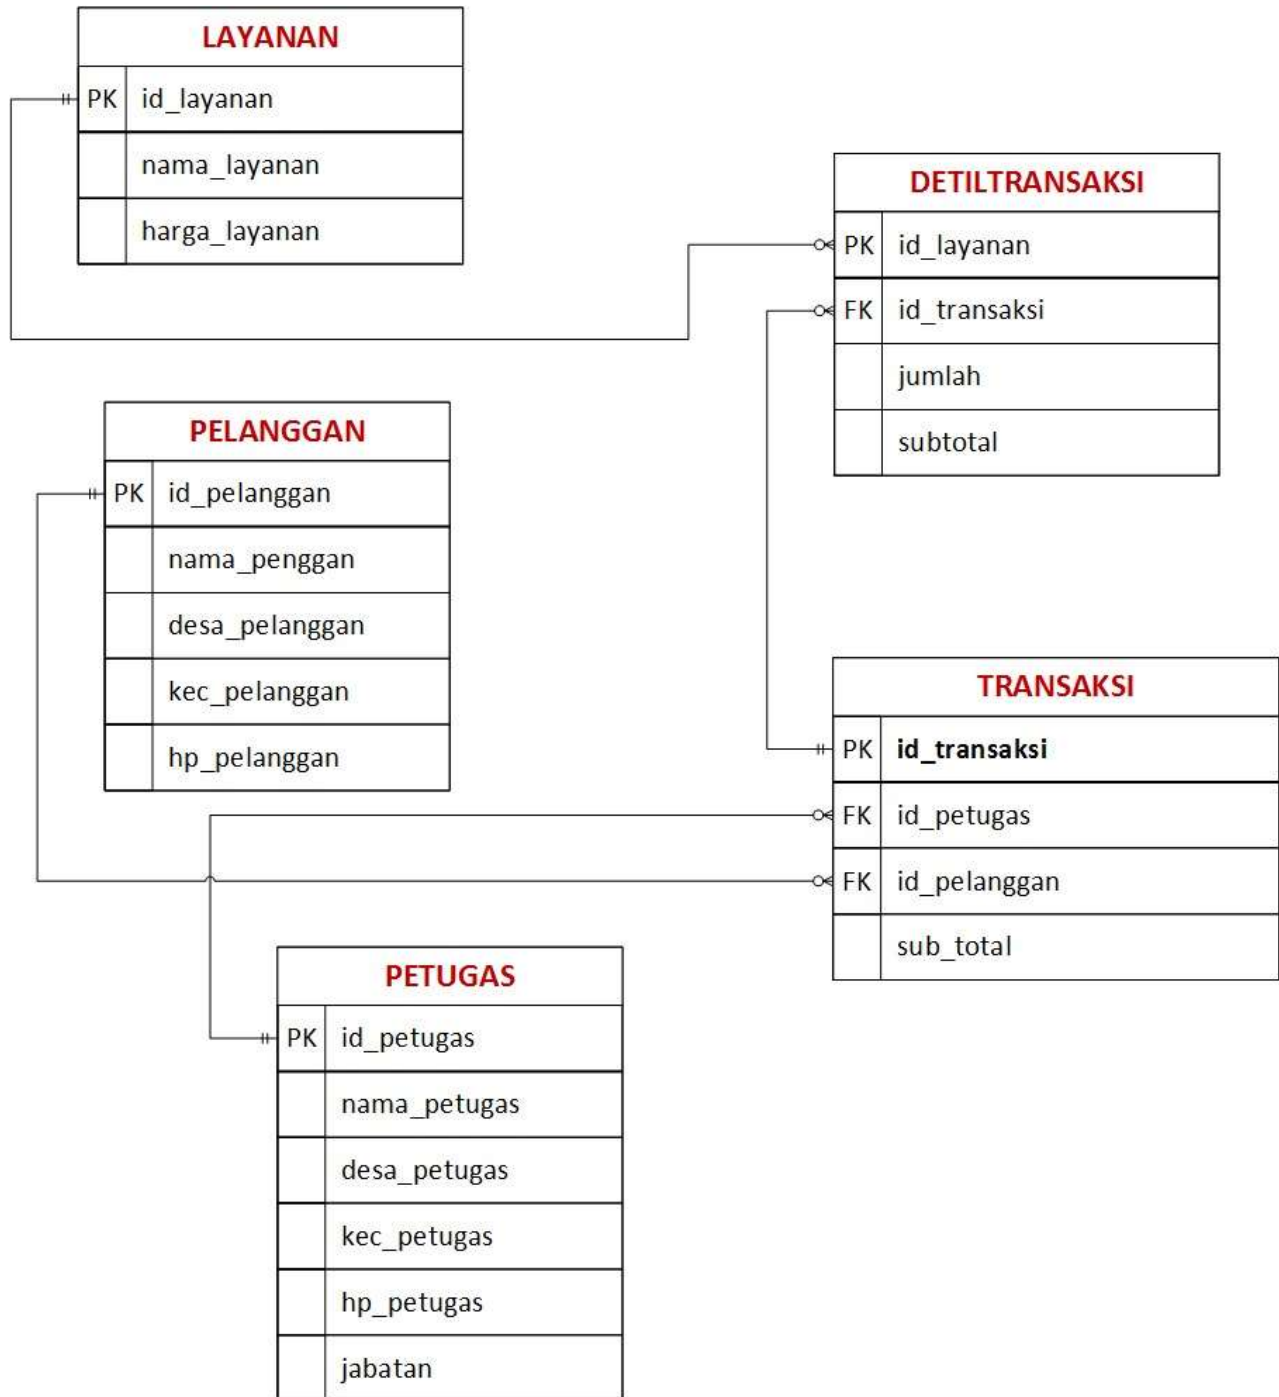 LAYANAN
PK id_layanan
nama_layanan
harga_layanan
DETILTRANSAKSI
PK id_layanan
FK id_transaksi
jumlah
subtotal
PELANGGAN
PK id_pelanggan
nama_penggan
desa_pelanggan
kec_pelanggan
hp_pelanggan
TRANSAKSI
PK id_transaksi
FK id_petugas
FK id_pelanggan
sub_total
PETUGAS
PK id_petugas
nama_petugas
desa_petugas
kec_petugas
hp_petugas
jabatan